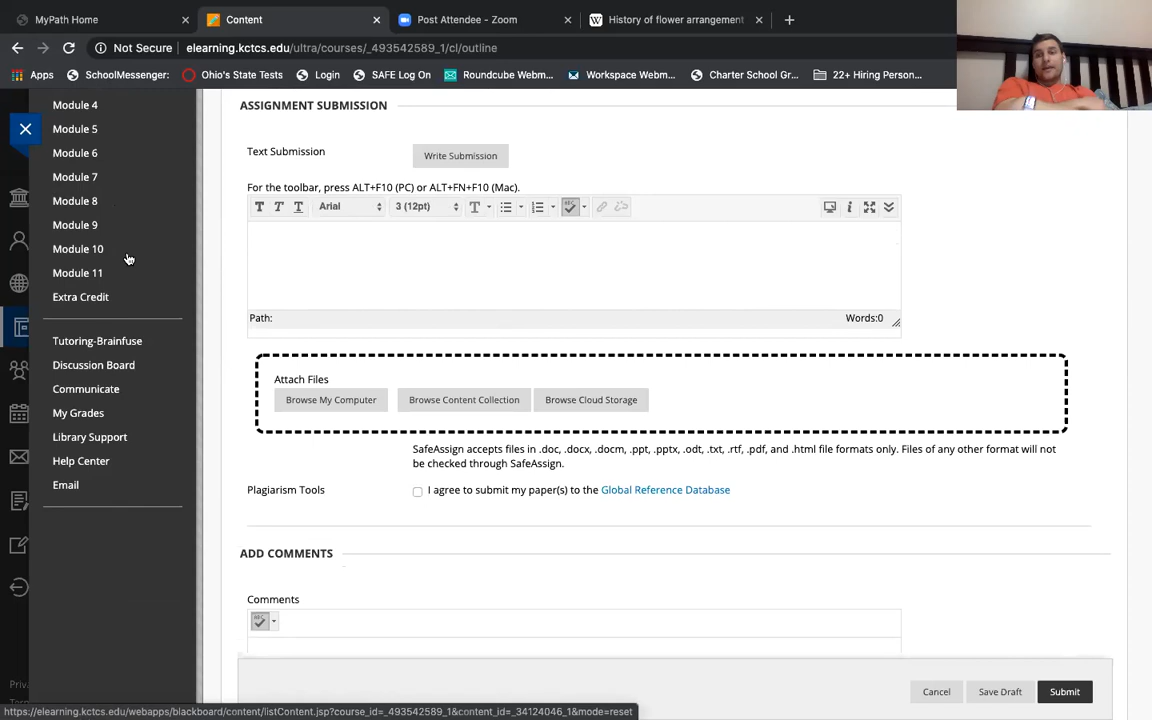 MyPath Home
Content
Post Attendee - Zoom
History of flower arrangement
Not Secure elearning.kctcs.edu/ultra/courses/_493542589_1/cl/outline
Apps SchoolMessenger: Ohio's State Tests Login SAFE Log On Roundcube Webm... Workspace Webm... Charter School Gr... 22+ Hiring Person...
Module 4
Module 5
Module 6
Module 7
Module 8
Module 9
Module 10
Module 11
Extra Credit
Tutoring-Brainfuse
Discussion Board
Communicate
My Grades
Library Support
Help Center
Email
ASSIGNMENT SUBMISSION
Text Submission
Write Submission
For the toolbar, press ALT+F10 (PC) or ALT+FN+F10 (Mac).
T T T Arial 3 (12pt) T ABC
Path: Words:0
Attach Files
Browse My Computer Browse Content Collection Browse Cloud Storage
SafeAssign accepts files in .doc, .docx, .docm, .ppt, .pptx, .odt, .txt, .rtf, .pdf, and .html file formats only. Files of any other format will not
be checked through SafeAssign.
Plagiarism Tools I agree to submit my paper(s) to the Global Reference Database
ADD COMMENTS
Comments
ABC
Cancel Save Draft Submit
Priv
https://elearning.kctcs.edu/webapps/blackboard/content/listContent.jsp?course_id=_493542589_1&content_id=_34124046_1&mode=reset